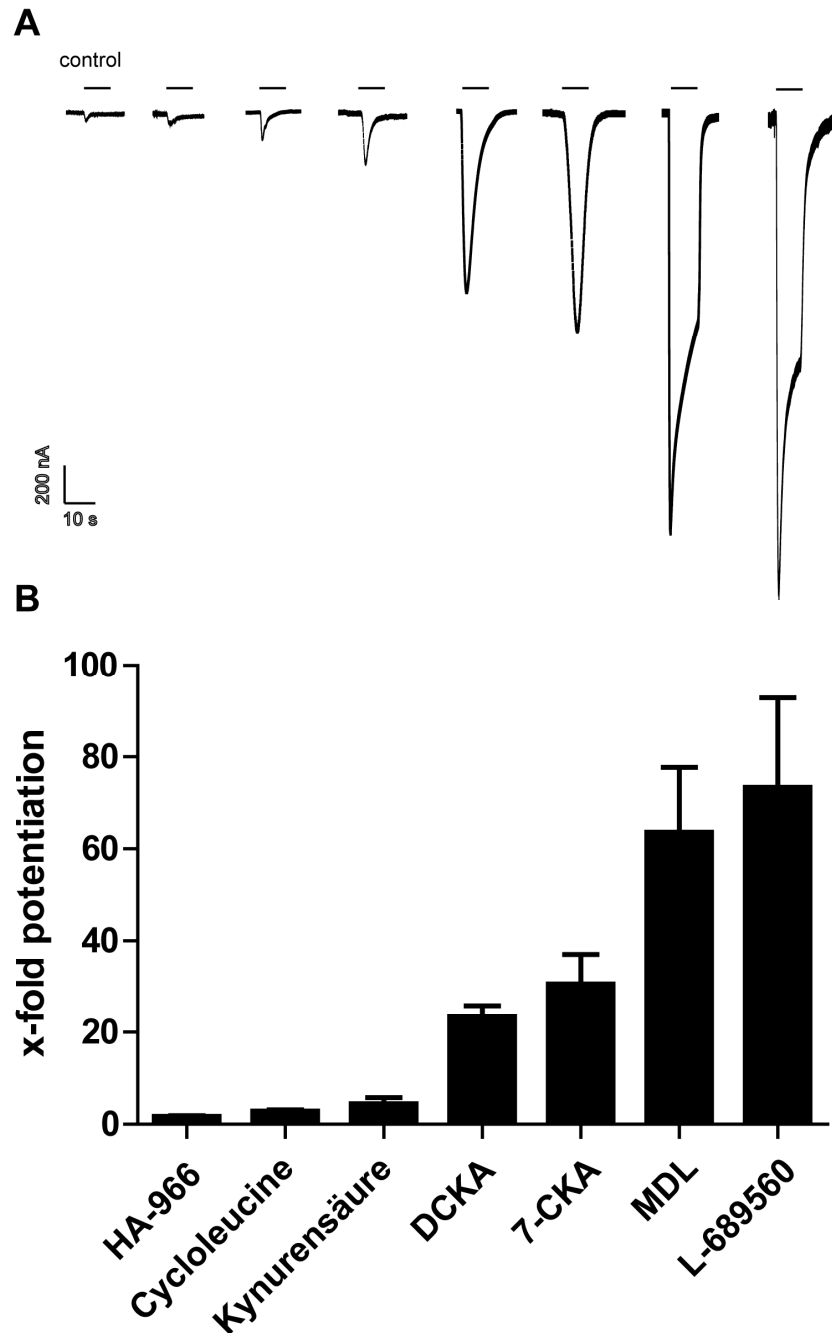 A
control
200 nA
10 s
B
x-fold potentiation
100
80
60
40
20
0
HA-966
Cycloleucine
Kynurensäure
DCKA
7-CKA
MDL
L-689560